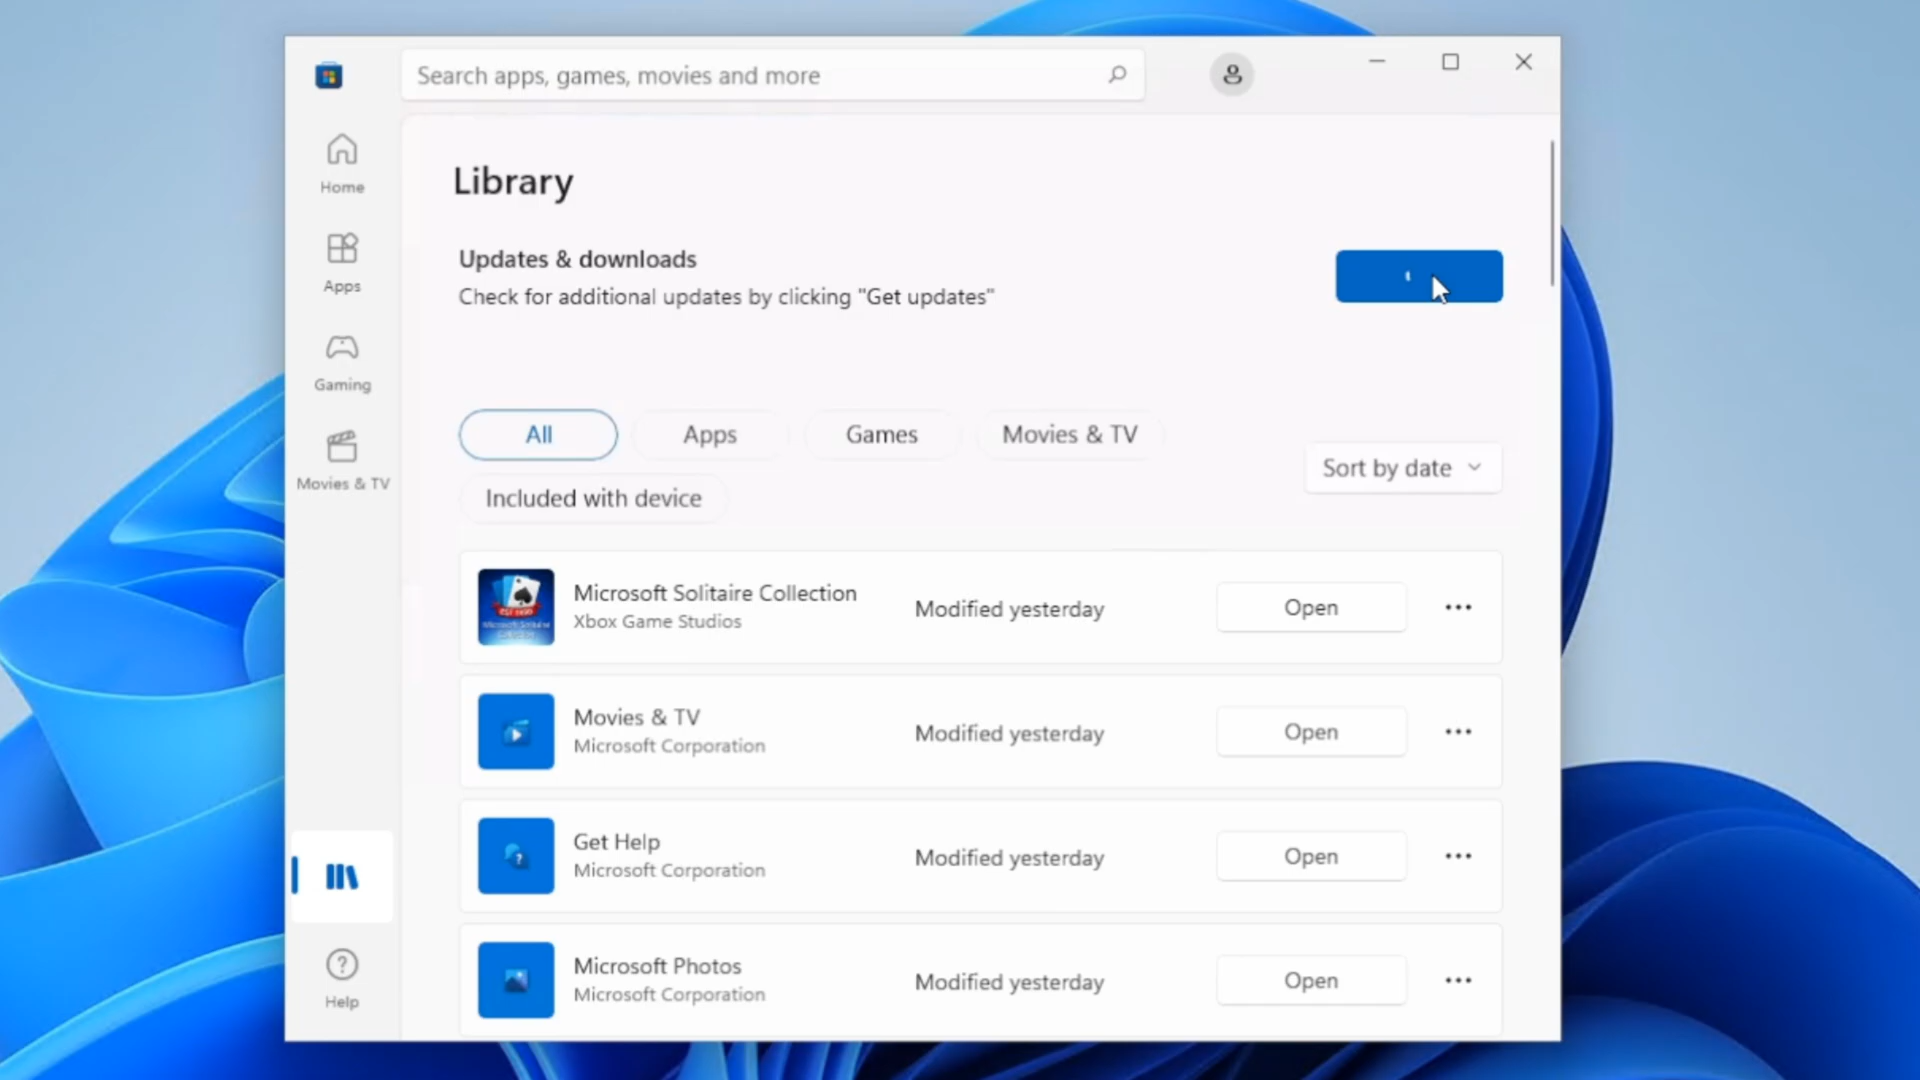 Search apps, games, movies and more
Home
Apps
Gaming
Movies & TV
Help
Library
Updates & downloads
Check for additional updates by clicking "Get updates"
All
Apps
Games
Movies & TV
Included with device
Sort by date
Microsoft Solitaire Collection
Xbox Game Studios
Modified yesterday
Open
Movies & TV
Microsoft Corporation
Modified yesterday
Open
Get Help
Microsoft Corporation
Modified yesterday
Open
Microsoft Photos
Microsoft Corporation
Modified yesterday
Open